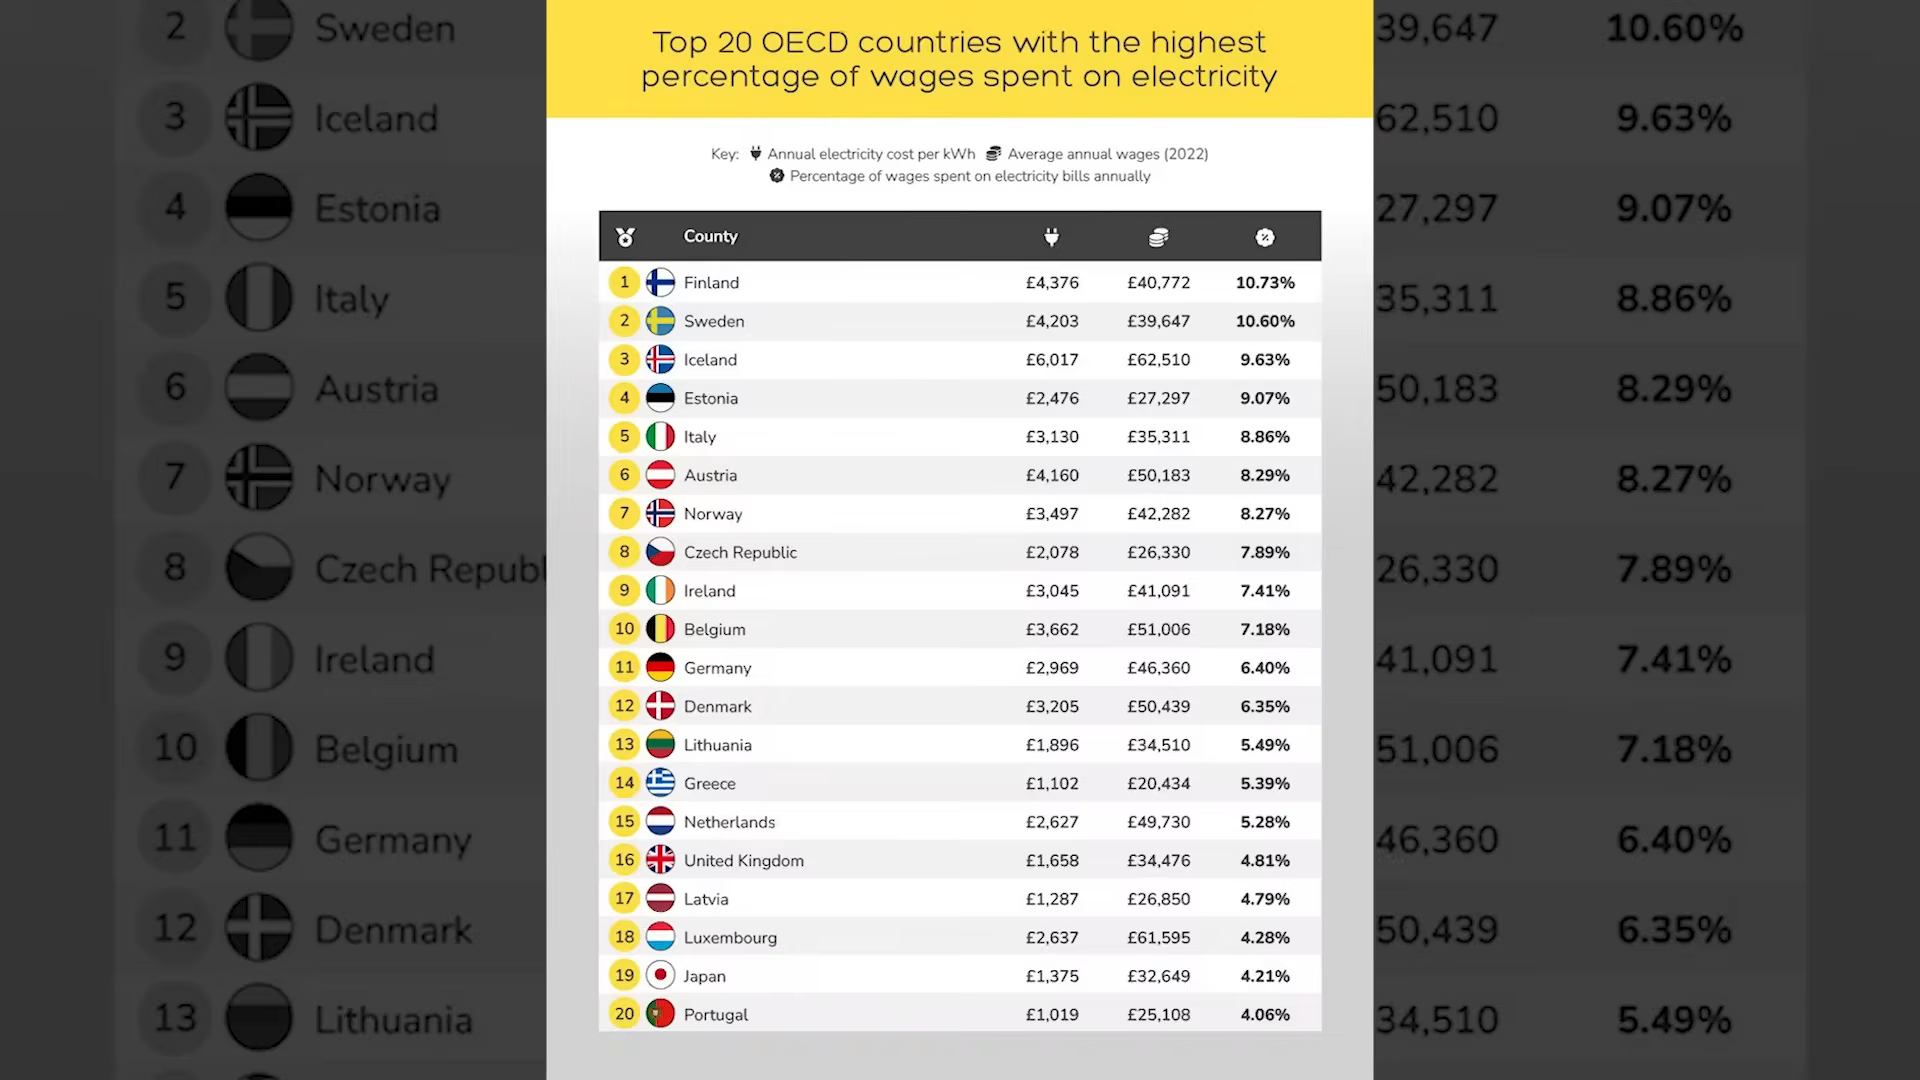 Top 20 OECD countries with the highest
percentage of wages spent on electricity
Key: Annual electricity cost per kWh Average annual wages (2022)
Percentage of wages spent on electricity bills annually
County
1 Finland £4,376 £40,772 10.73%
2 Sweden £4,203 £39,647 10.60%
3 Iceland £6,017 £62,510 9.63%
4 Estonia £2,476 £27,297 9.07%
5 Italy £3,130 £35,311 8.86%
6 Austria £4,160 £50,183 8.29%
7 Norway £3,497 £42,282 8.27%
8 Czech Republic £2,078 £26,330 7.89%
9 Ireland £3,045 £41,091 7.41%
10 Belgium £3,662 £51,006 7.18%
11 Germany £2,969 £46,360 6.40%
12 Denmark £3,205 £50,439 6.35%
13 Lithuania £1,896 £34,510 5.49%
14 Greece £1,102 £20,434 5.39%
15 Netherlands £2,627 £49,730 5.28%
16 United Kingdom £1,658 £34,476 4.81%
17 Latvia £1,287 £26,850 4.79%
18 Luxembourg £2,637 £61,595 4.28%
19 Japan £1,375 £32,649 4.21%
20 Portugal £1,019 £25,108 4.06%
2 Sweden 39,647 10.60%
3 Iceland 62,510 9.63%
4 Estonia 27,297 9.07%
5 Italy 35,311 8.86%
6 Austria 50,183 8.29%
7 Norway 42,282 8.27%
8 Czech Republ 26,330 7.89%
9 Ireland 41,091 7.41%
10 Belgium 51,006 7.18%
11 Germany 46,360 6.40%
12 Denmark 50,439 6.35%
13 Lithuania 34,510 5.49%